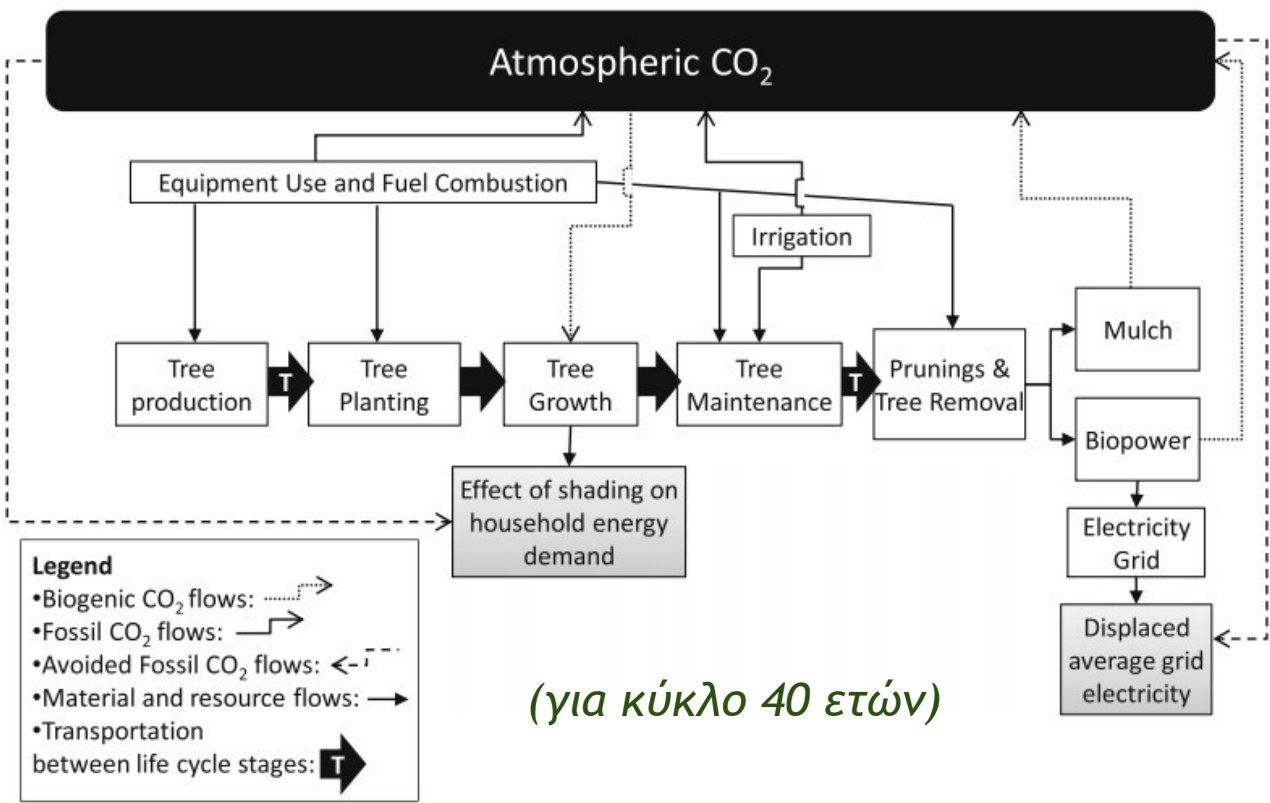 Atmospheric CO₂
Equipment Use and Fuel Combustion
Irrigation
Tree
production
T
Tree
Planting
Tree
Growth
Tree
Maintenance
T
Prunings &
Tree Removal
Mulch
Biopower
Effect of shading on
household energy
demand
Electricity
Grid
Displaced
average grid
electricity
Legend
•Biogenic CO₂ flows:
•Fossil CO₂ flows:
•Avoided Fossil CO₂ flows:
•Material and resource flows:
•Transportation
between life cycle stages: T
(για κύκλο 40 ετών)